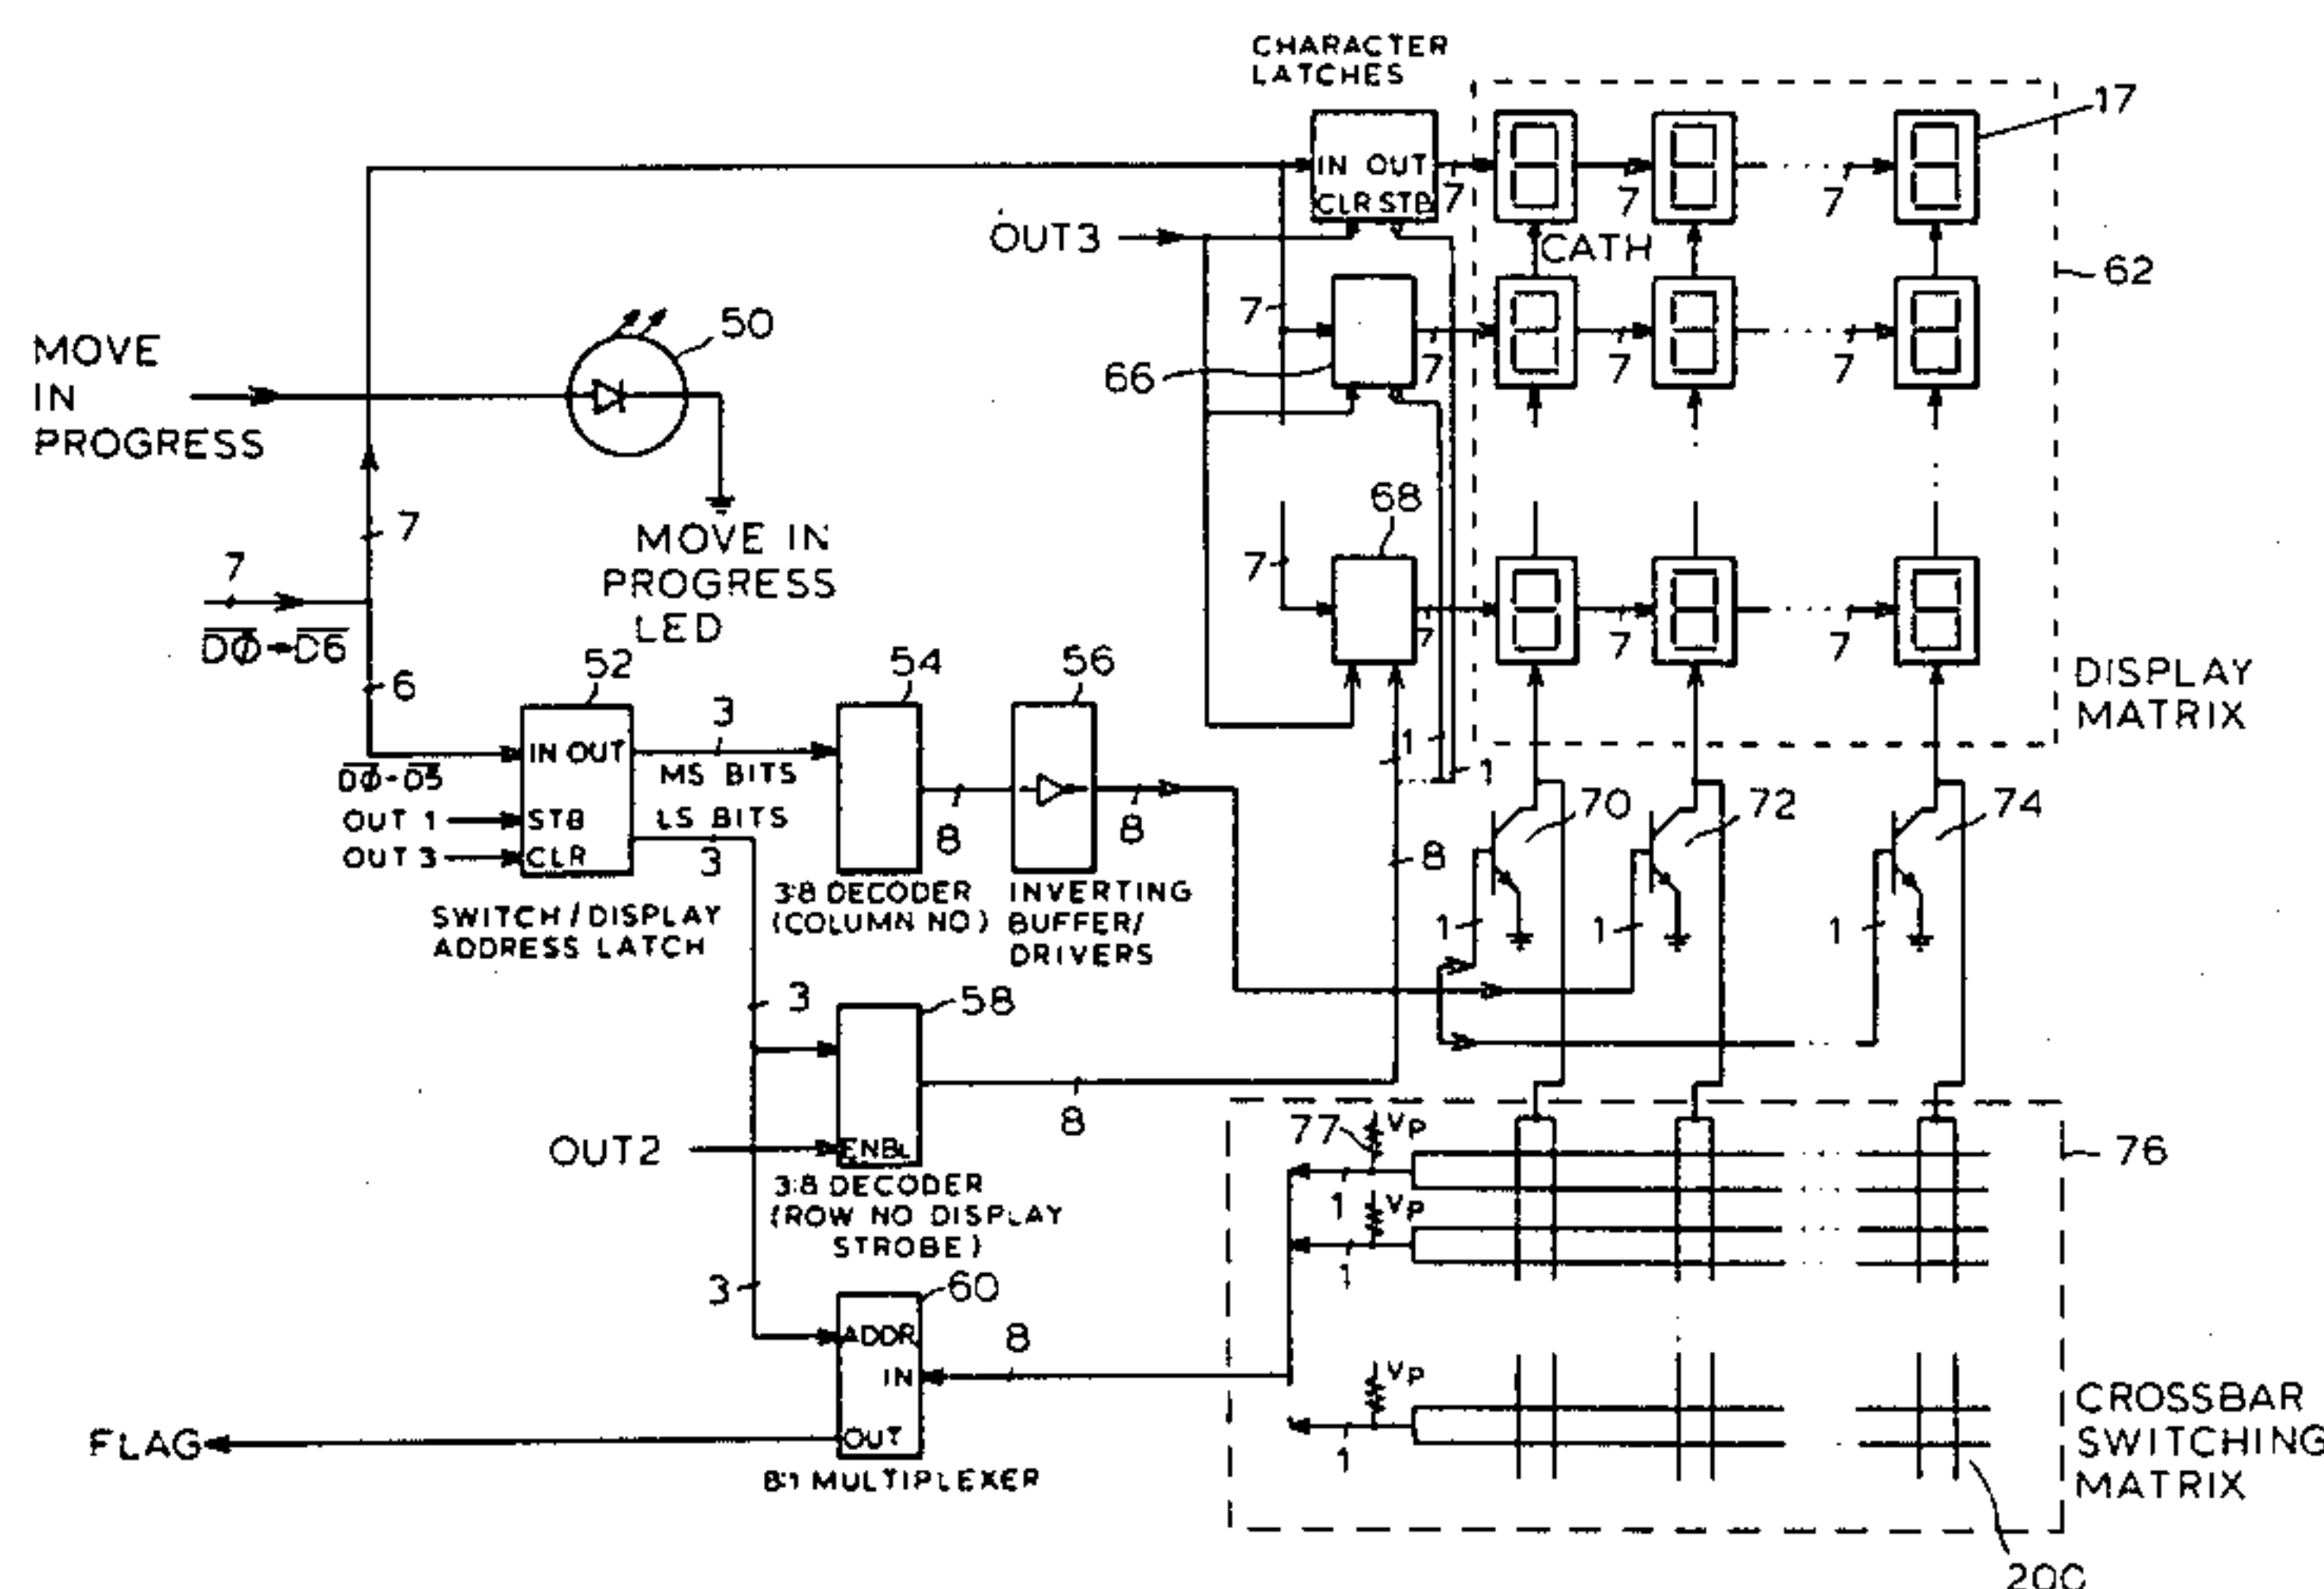 CHARACTER
LATCHES
17
IN OUT
CLR STB
7
7
7
OUT3
CATH
62
50
7
66
7
7
7
MOVE
IN
PROGRESS
68
7
MOVE IN
PROGRESS
LED
7
D̅0̅→D̅6̅
7
7
7
7
DISPLAY
MATRIX
6
52
54
56
IN OUT
3
MS BITS
D̅0̅-D̅5̅
OUT 1
STB
LS BITS
OUT 3
CLR
3
8
8
1
1
8
70
72
74
3:8 DECODER
(COLUMN NO)
INVERTING
BUFFER/
DRIVERS
SWITCH/DISPLAY
ADDRESS LATCH
1
1
1
3
58
8
OUT2
ENBL
3:8 DECODER
(ROW NO DISPLAY
STROBE)
77
Vp
1
Vp
1
76
3
60
ADDR
IN
8
OUT
FLAG
8:1 MULTIPLEXER
Vp
1
CROSSBAR
SWITCHING
MATRIX
200